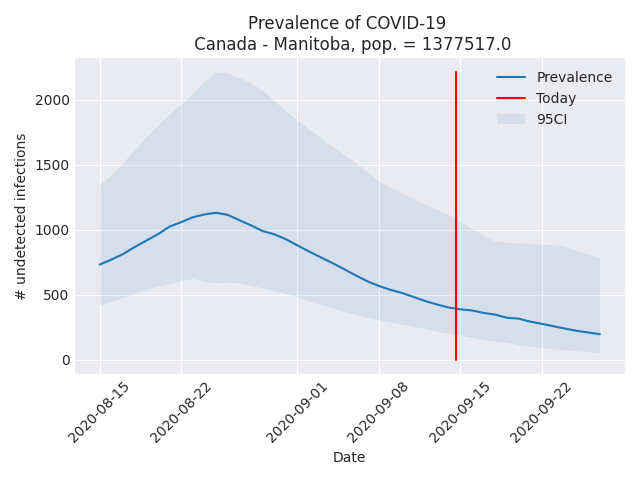 Prevalence of COVID-19
Canada - Manitoba, pop. = 1377517.0
Prevalence
Today
95CI
2000
1500
1000
500
0
# undetected infections
2020-08-15
2020-08-22
2020-09-01
2020-09-08
2020-09-15
2020-09-22
Date